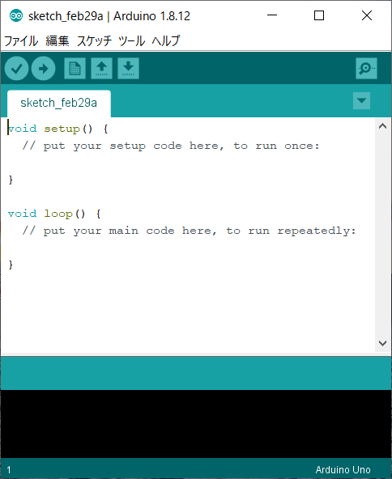 sketch_feb29a | Arduino 1.8.12
ファイル 編集 スケッチ ツール ヘルプ
sketch_feb29a
void setup() {
  // put your setup code here, to run once:
}
void loop() {
  // put your main code here, to run repeatedly:
}
1 Arduino Uno